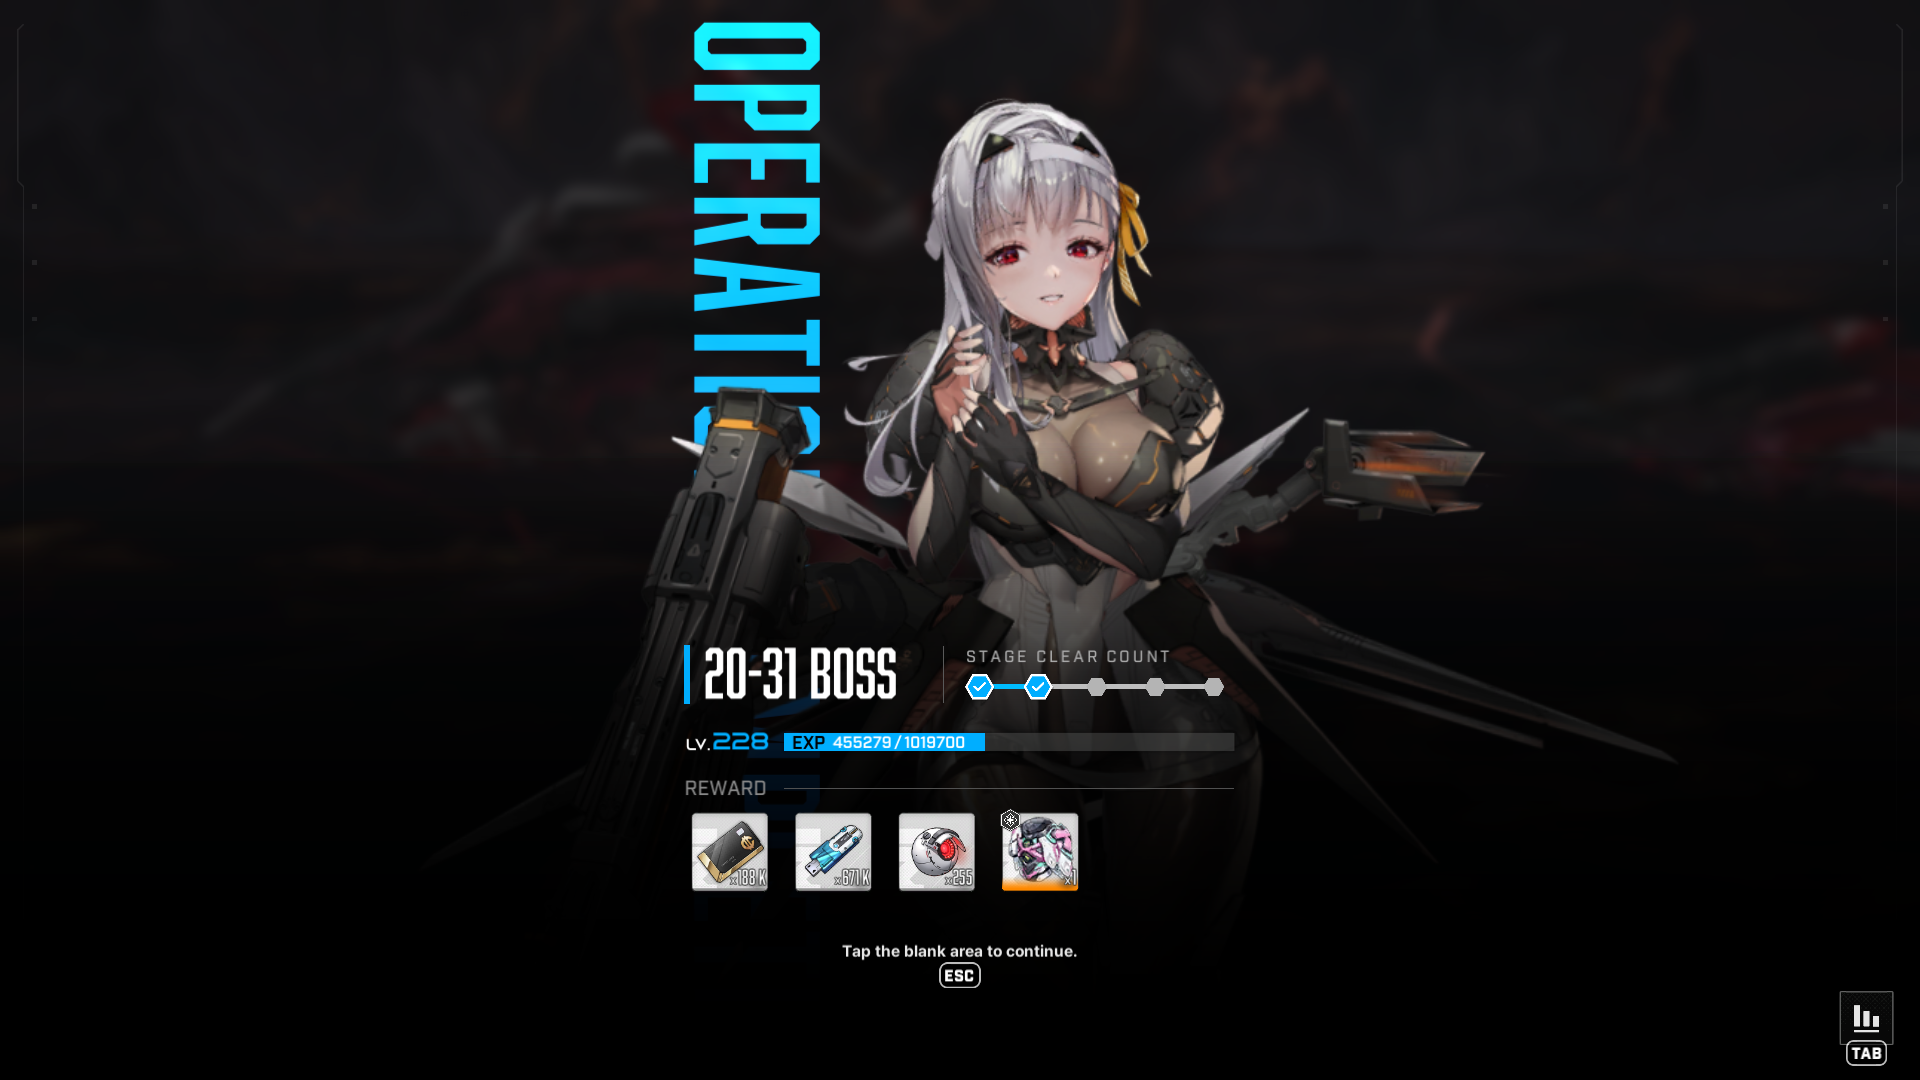 OPERATI
20-31 BOSS
STAGE CLEAR COUNT
LV.228
EXP 455279/1019700
REWARD
x188 K
x671 K
x255
x1
Tap the blank area to continue.
ESC
TAB